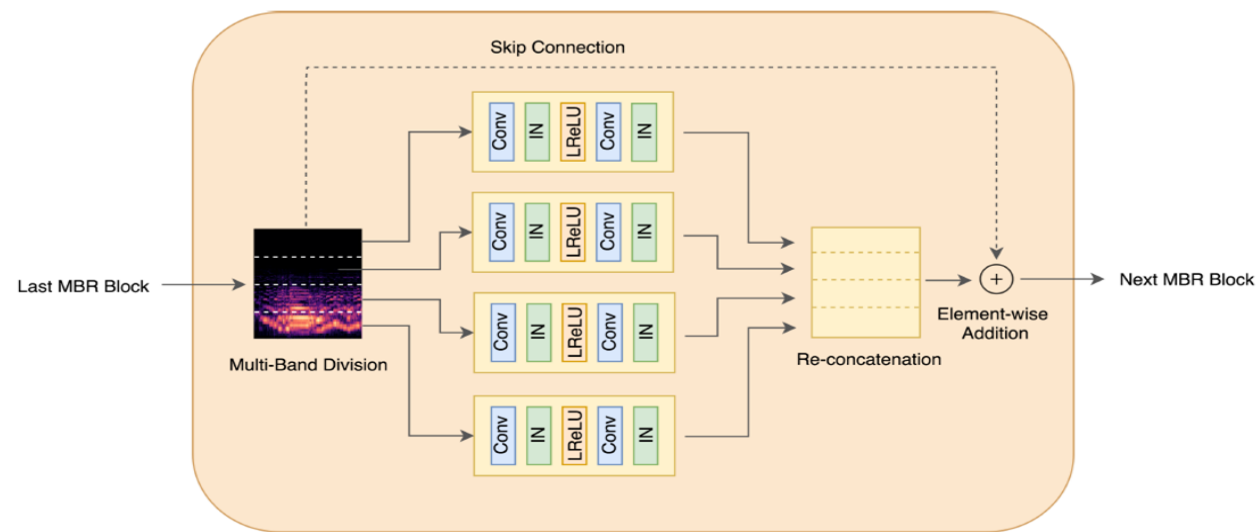 Skip Connection
Conv
IN
LReLU
Conv
IN
Conv
IN
LReLU
Conv
IN
Last MBR Block
Next MBR Block
Conv
IN
LReLU
Conv
IN
Element-wise
Addition
Multi-Band Division
Re-concatenation
Conv
IN
LReLU
Conv
IN